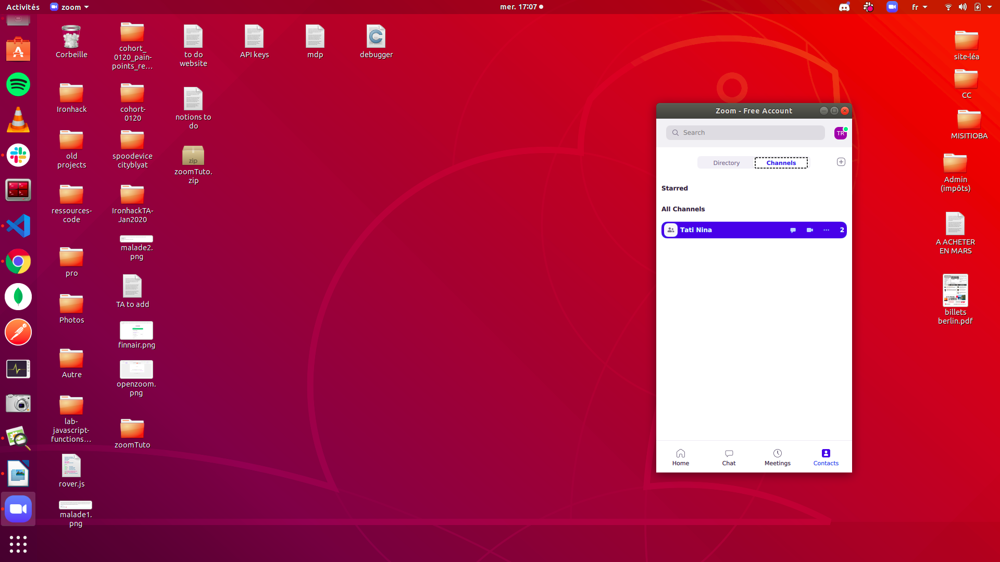 Activités
zoom
mer. 17:07
fr
Corbeille
cohort_
0120_pain-
points_re...
to do
website
API keys
mdp
debugger
Ironhack
cohort-
0120
notions to
do
old
projects
spoodevice
cityblyat
zip
zoomTuto.
zip
ressources-
code
IronhackTA-
Jan2020
malade2.
png
pro
TA to add
Photos
finnair.png
Autre
openzoom.
png
lab-
javascript-
functions...
zoomTuto
rover.js
malade1.
png
Zoom - Free Account
Search
TR
Directory
Channels
Starred
All Channels
Tati Nina
2
Home
Chat
Meetings
Contacts
site-léa
CC
MISITIOBA
Admin
(impôts)
A ACHETER
EN MARS
billets
berlin.pdf